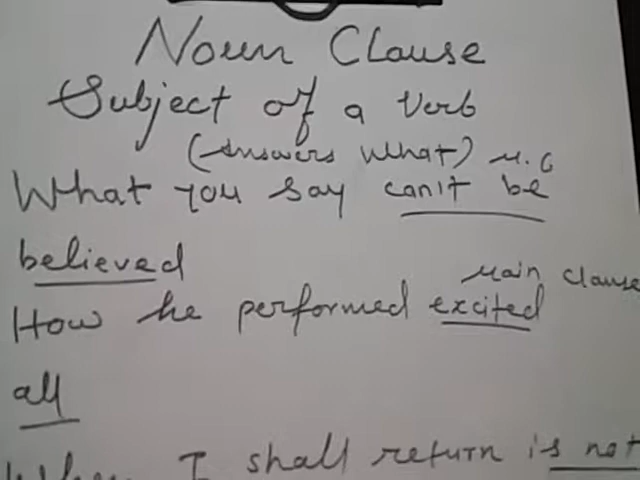 Noun Clause
Subject of a Verb
(Answers What) M.C
What you say can't be
believed
Main Clause
How he performed excited
all
When I shall return is not